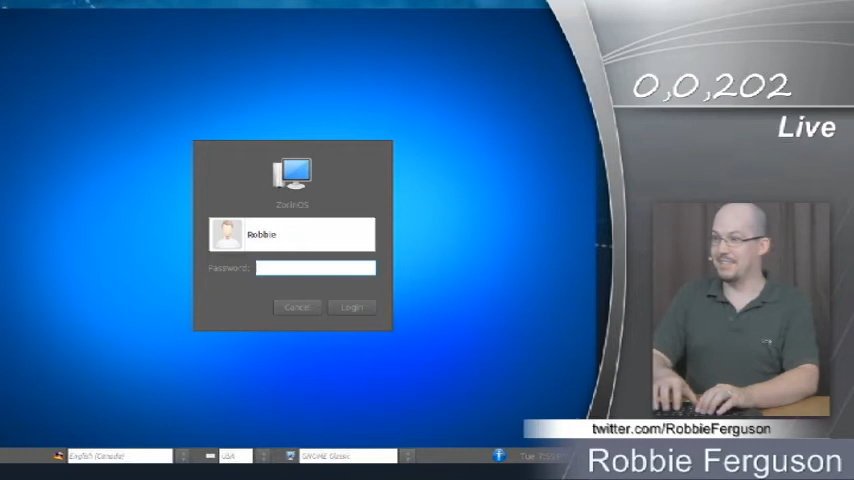 0,0,202
Live
ZorinOS
Robbie
Password:
Cancel
Login
twitter.com/RobbieFerguson
English (Canada)
USA
GNOME Classic
Robbie Ferguson